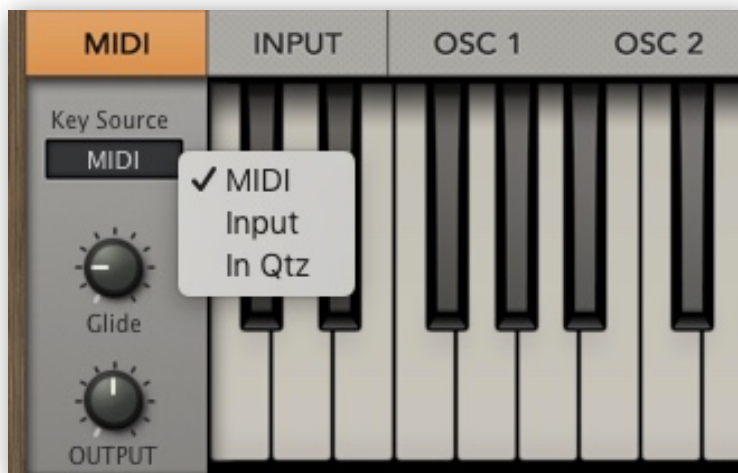 MIDI INPUT OSC 1 OSC 2
Key Source
MIDI
✓ MIDI
Input
In Qtz
Glide
OUTPUT